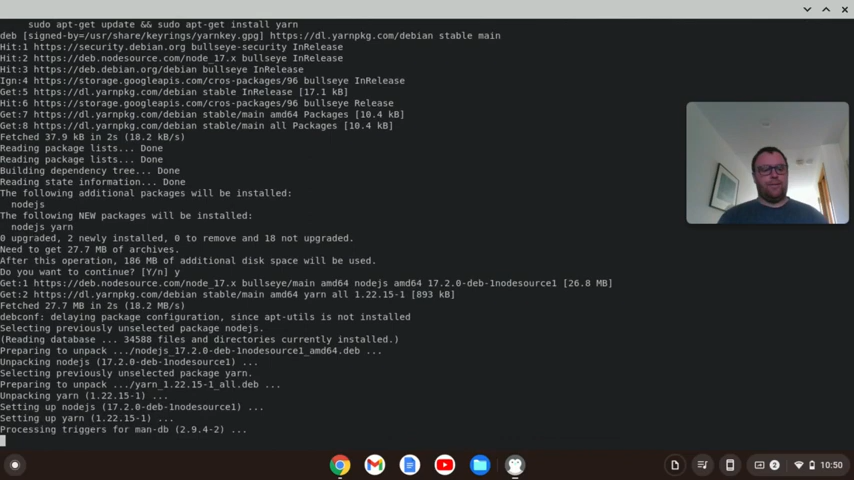 sudo apt-get update && sudo apt-get install yarn
deb [signed-by=/usr/share/keyrings/yarnkey.gpg] https://dl.yarnpkg.com/debian stable main
Hit:1 https://security.debian.org bullseye-security InRelease
Hit:2 https://deb.nodesource.com/node_17.x bullseye InRelease
Hit:3 https://deb.debian.org/debian bullseye InRelease
Ign:4 https://storage.googleapis.com/cros-packages/96 bullseye InRelease
Get:5 https://dl.yarnpkg.com/debian stable InRelease [17.1 kB]
Hit:6 https://storage.googleapis.com/cros-packages/96 bullseye Release
Get:7 https://dl.yarnpkg.com/debian stable/main amd64 Packages [10.4 kB]
Get:8 https://dl.yarnpkg.com/debian stable/main all Packages [10.4 kB]
Fetched 37.9 kB in 2s (18.2 kB/s)
Reading package lists... Done
Reading package lists... Done
Building dependency tree... Done
Reading state information... Done
The following additional packages will be installed:
nodejs
The following NEW packages will be installed:
nodejs yarn
0 upgraded, 2 newly installed, 0 to remove and 18 not upgraded.
Need to get 27.7 MB of archives.
After this operation, 186 MB of additional disk space will be used.
Do you want to continue? [Y/n] y
Get:1 https://deb.nodesource.com/node_17.x bullseye/main amd64 nodejs amd64 17.2.0-deb-1nodesource1 [26.8 MB]
Get:2 https://dl.yarnpkg.com/debian stable/main amd64 yarn all 1.22.15-1 [893 kB]
Fetched 27.7 MB in 2s (18.2 MB/s)
debconf: delaying package configuration, since apt-utils is not installed
Selecting previously unselected package nodejs.
(Reading database ... 34588 files and directories currently installed.)
Preparing to unpack .../nodejs_17.2.0-deb-1nodesource1_amd64.deb ...
Unpacking nodejs (17.2.0-deb-1nodesource1) ...
Selecting previously unselected package yarn.
Preparing to unpack .../yarn_1.22.15-1_all.deb ...
Unpacking yarn (1.22.15-1) ...
Setting up nodejs (17.2.0-deb-1nodesource1) ...
Setting up yarn (1.22.15-1) ...
Processing triggers for man-db (2.9.4-2) ...
2
10:50